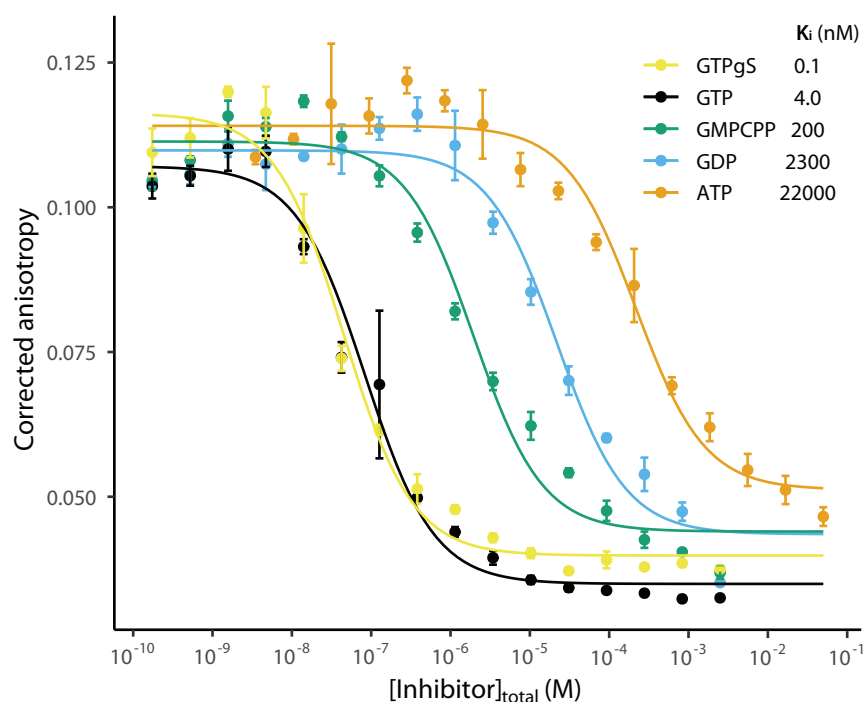 Ki (nM)
GTPgS 0.1
GTP 4.0
GMPCPP 200
GDP 2300
ATP 22000
0.125
0.100
0.075
0.050
Corrected anisotropy
10-10 10-9 10-8 10-7 10-6 10-5 10-4 10-3 10-2 10-1
[Inhibitor]total (M)